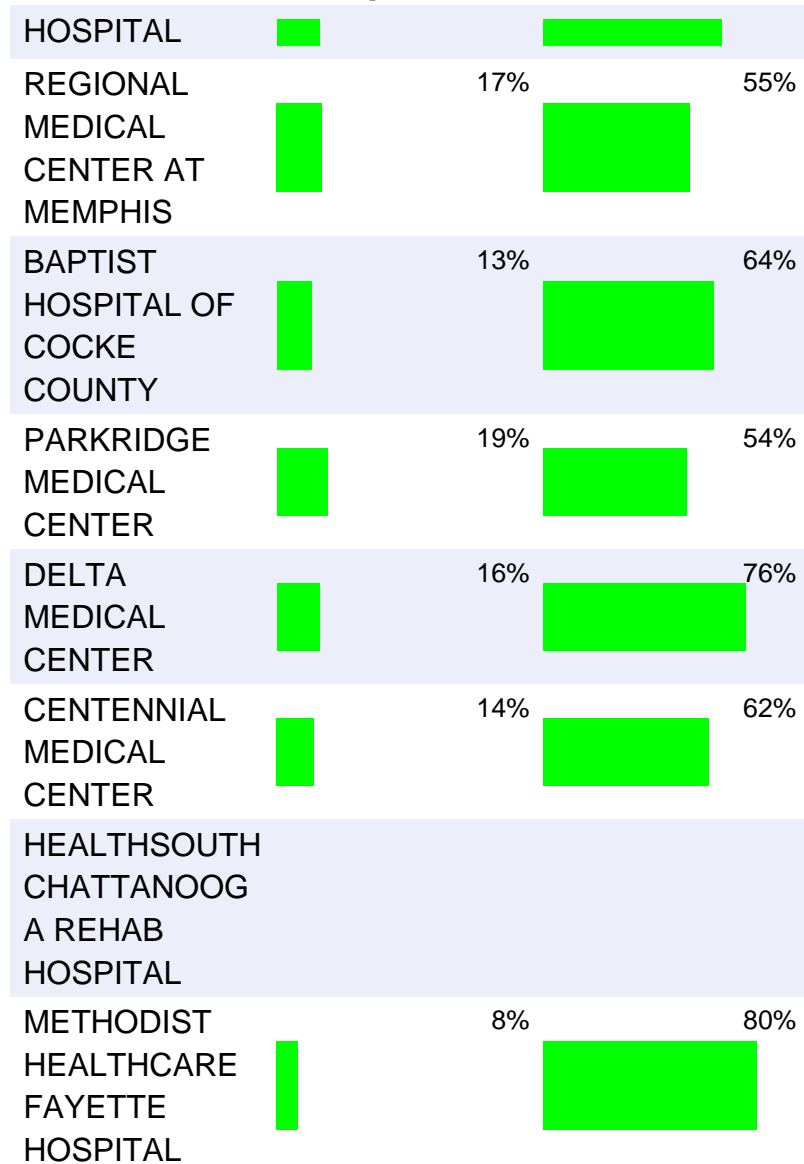 HOSPITAL
REGIONAL 17% 55%
MEDICAL
CENTER AT
MEMPHIS
BAPTIST 13% 64%
HOSPITAL OF
COCKE
COUNTY
PARKRIDGE 19% 54%
MEDICAL
CENTER
DELTA 16% 76%
MEDICAL
CENTER
CENTENNIAL 14% 62%
MEDICAL
CENTER
HEALTHSOUTH
CHATTANOOG
A REHAB
HOSPITAL
METHODIST 8% 80%
HEALTHCARE
FAYETTE
HOSPITAL